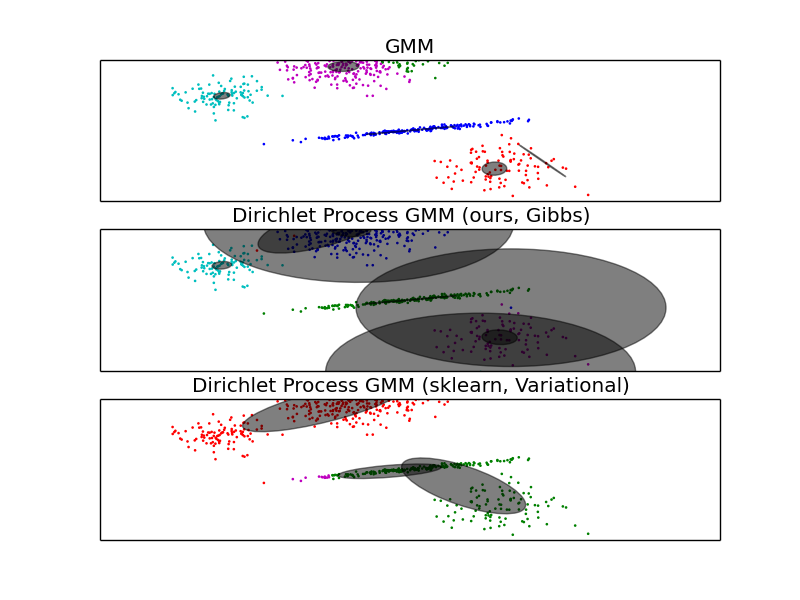 GMM
Dirichlet Process GMM (ours, Gibbs)
Dirichlet Process GMM (sklearn, Variational)